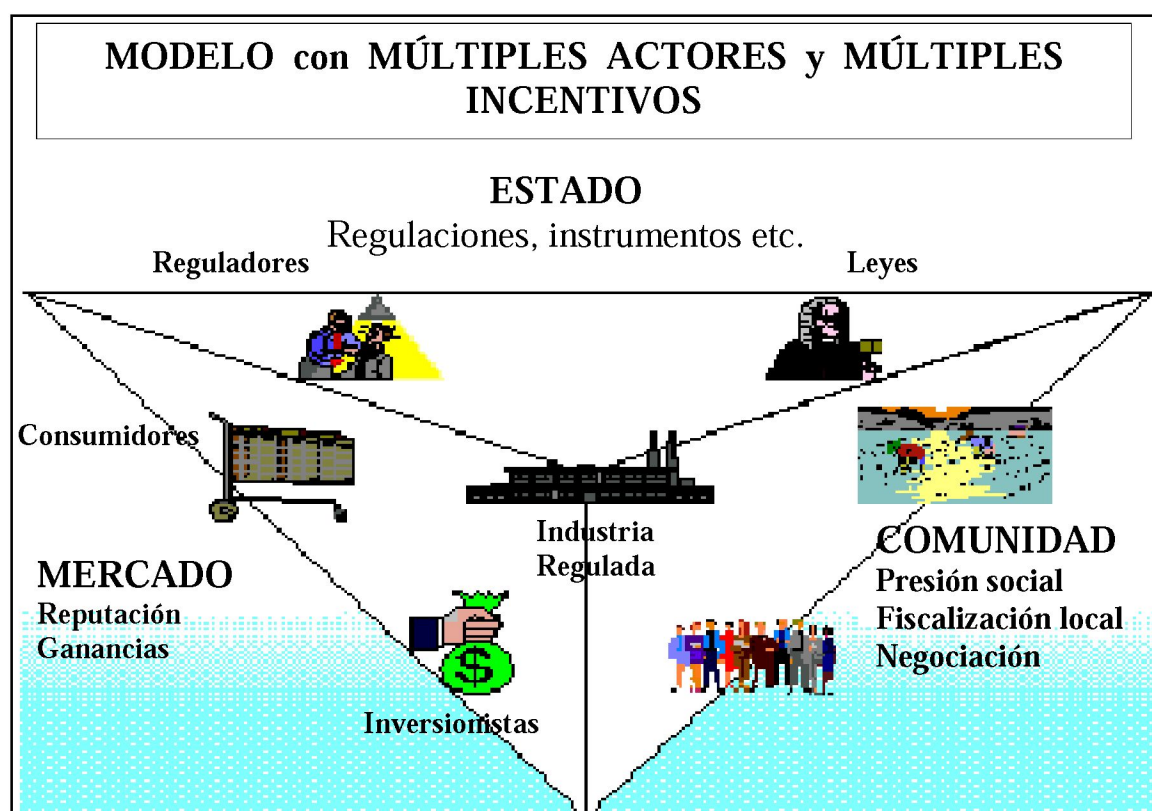 MODELO con MÚLTIPLES ACTORES y MÚLTIPLES
INCENTIVOS
ESTADO
Regulaciones, instrumentos etc.
Reguladores
Leyes
Consumidores
Industria
Regulada
MERCADO
Reputación
Ganancias
COMUNIDAD
Presión social
Fiscalización local
Negociación
$
Inversionistas